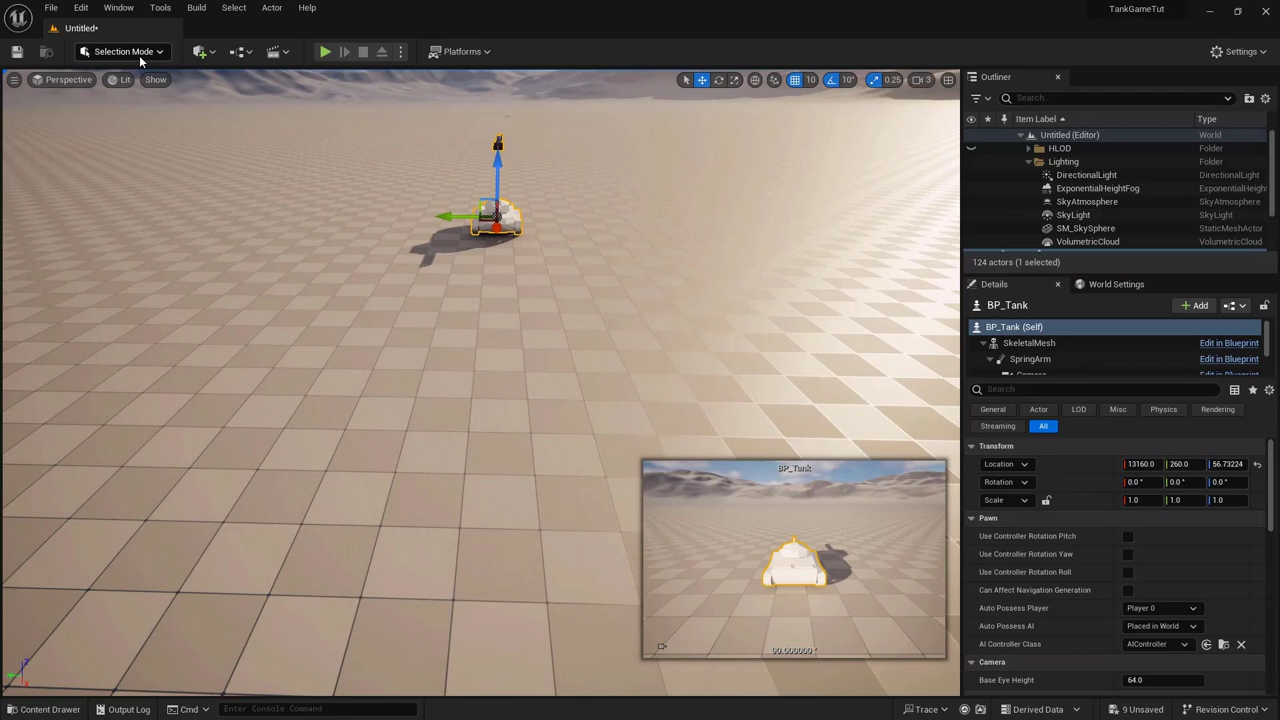 File Edit Window Tools Build Select Actor Help
TankGameTut
Untitled*
Selection Mode
Platforms
Settings
Perspective Lit Show
10 10° 0.25 3
BP_Tank
90.000000 °
Outliner
Search...
Item Label Type
Untitled (Editor) World
HLOD Folder
Lighting Folder
DirectionalLight DirectionalLight
ExponentialHeightFog ExponentialHeigh
SkyAtmosphere SkyAtmosphere
SkyLight SkyLight
SM_SkySphere StaticMeshActor
VolumetricCloud VolumetricCloud
124 actors (1 selected)
Details World Settings
BP_Tank
Add
BP_Tank (Self)
SkeletalMesh Edit in Blueprint
SpringArm Edit in Blueprint
Search
General Actor LOD Misc Physics Rendering
Streaming All
Transform
Location 13160.0 260.0 56.73224
Rotation 0.0 ° 0.0 ° 0.0 °
Scale 1.0 1.0 1.0
Pawn
Use Controller Rotation Pitch
Use Controller Rotation Yaw
Use Controller Rotation Roll
Can Affect Navigation Generation
Auto Possess Player Player 0
Auto Possess AI Placed in World
AI Controller Class AIController
Camera
Base Eye Height 64.0
Content Drawer Output Log Cmd Enter Console Command
Trace Derived Data 9 Unsaved Revision Control